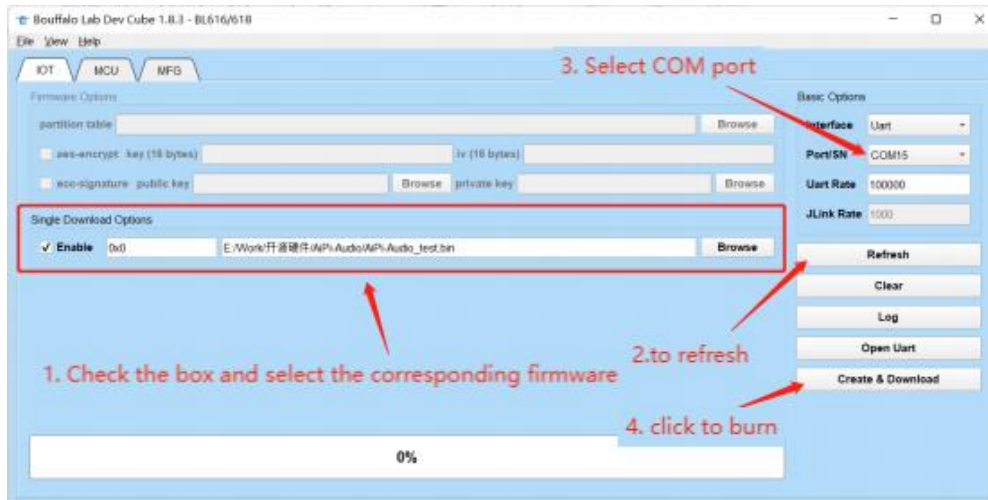 Bouffalo Lab Dev Cube 1.8.3 - BL616/618
File View Help
IOT MCU MFG
3. Select COM port
Firmware Options
Basic Options
partition table Browse
Interface Uart
aes-encrypt key (16 bytes) iv (16 bytes)
Port/SN COM15
ecc-signature public key Browse private key Browse
Uart Rate 100000
Single Download Options
JLink Rate 1000
Enable 0x0 Browse
Refresh
Clear
Log
2.to refresh
Open Uart
1. Check the box and select the corresponding firmware
Create & Download
4. click to burn
0%